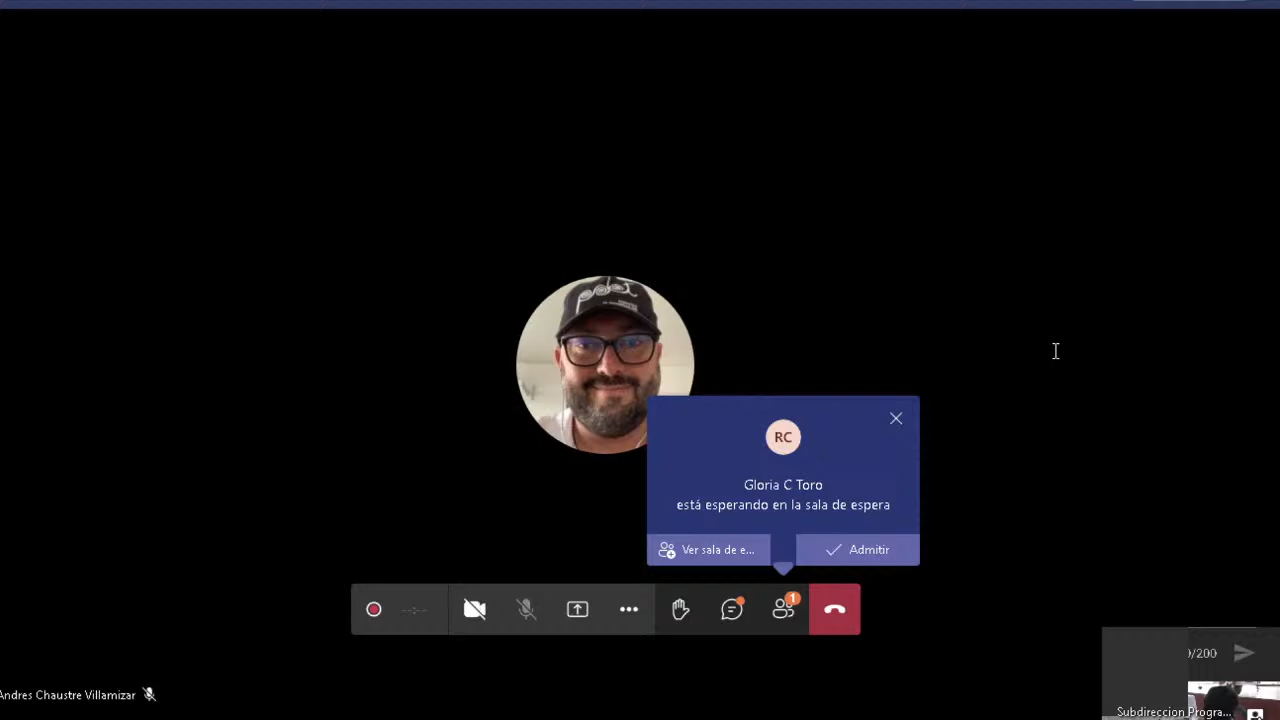 pdet
RC
Gloria C Toro
está esperando en la sala de espera
Ver sala de e...
Admitir
--:--
1
/200
Andres Chaustre Villamizar
Subdireccion Progra...